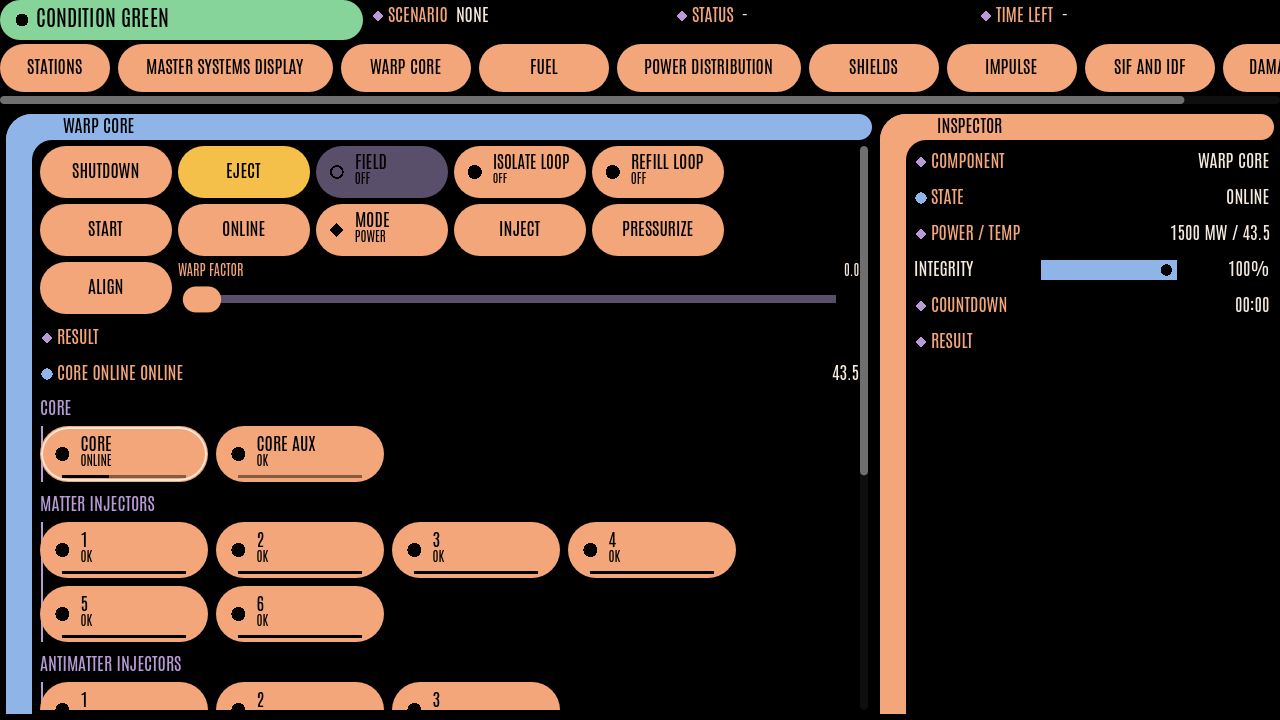 CONDITION GREEN
SCENARIO NONE
STATUS -
TIME LEFT -
STATIONS
MASTER SYSTEMS DISPLAY
WARP CORE
FUEL
POWER DISTRIBUTION
SHIELDS
IMPULSE
SIF AND IDF
WARP CORE
SHUTDOWN
EJECT
FIELD
OFF
ISOLATE LOOP
OFF
REFILL LOOP
OFF
START
ONLINE
MODE
POWER
INJECT
PRESSURIZE
ALIGN
WARP FACTOR 0.0
RESULT
CORE ONLINE ONLINE 43.5
CORE
CORE
ONLINE
CORE AUX
OK
MATTER INJECTORS
1
OK
2
OK
3
OK
4
OK
5
OK
6
OK
ANTIMATTER INJECTORS
1
2
3
INSPECTOR
COMPONENT WARP CORE
STATE ONLINE
POWER / TEMP 1500 MW / 43.5
INTEGRITY 100%
COUNTDOWN 00:00
RESULT